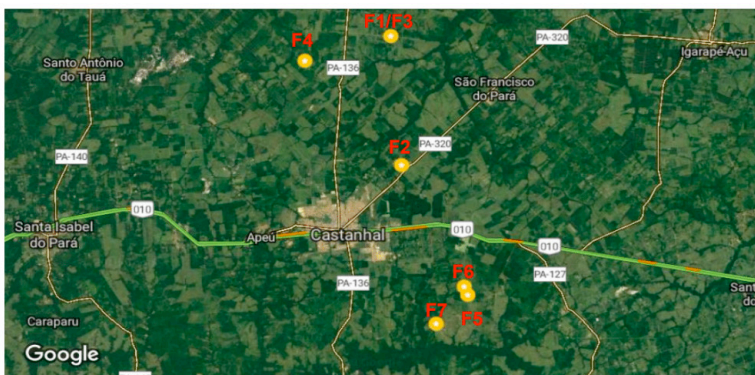 F1/F3
PA-320
F4
Igarapé-Açu
Santo Antônio
do Tauá
PA-136
São Francisco
do Pará
PA-140
F2
PA-320
010
Santa Isabel
do Pará
Apeú
Castanhal
010
010
PA-136
F6
PA-127
F5
F7
Caraparu
Google